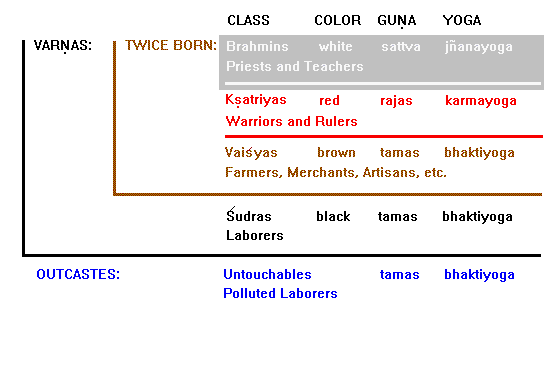 CLASS COLOR GUṆA YOGA
VARṆAS: TWICE BORN: Brahmins white sattva jñanayoga
Priests and Teachers
Kṣatriyas red rajas karmayoga
Warriors and Rulers
Vaiśyas brown tamas bhaktiyoga
Farmers, Merchants, Artisans, etc.
Śudras black tamas bhaktiyoga
Laborers
OUTCASTES: Untouchables tamas bhaktiyoga
Polluted Laborers